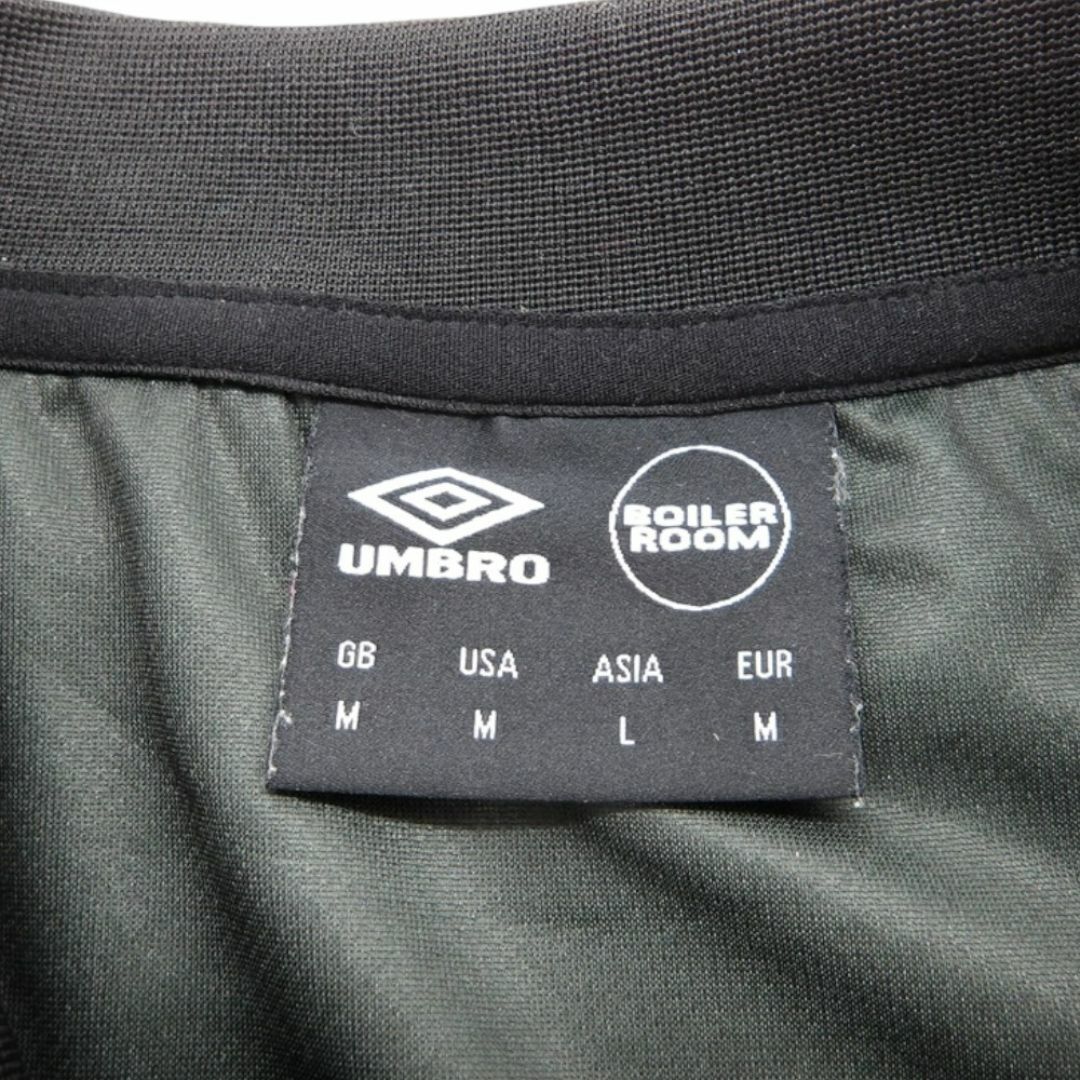 UMBRO
BOILER
ROOM
GB USA ASIA EUR
M M L M